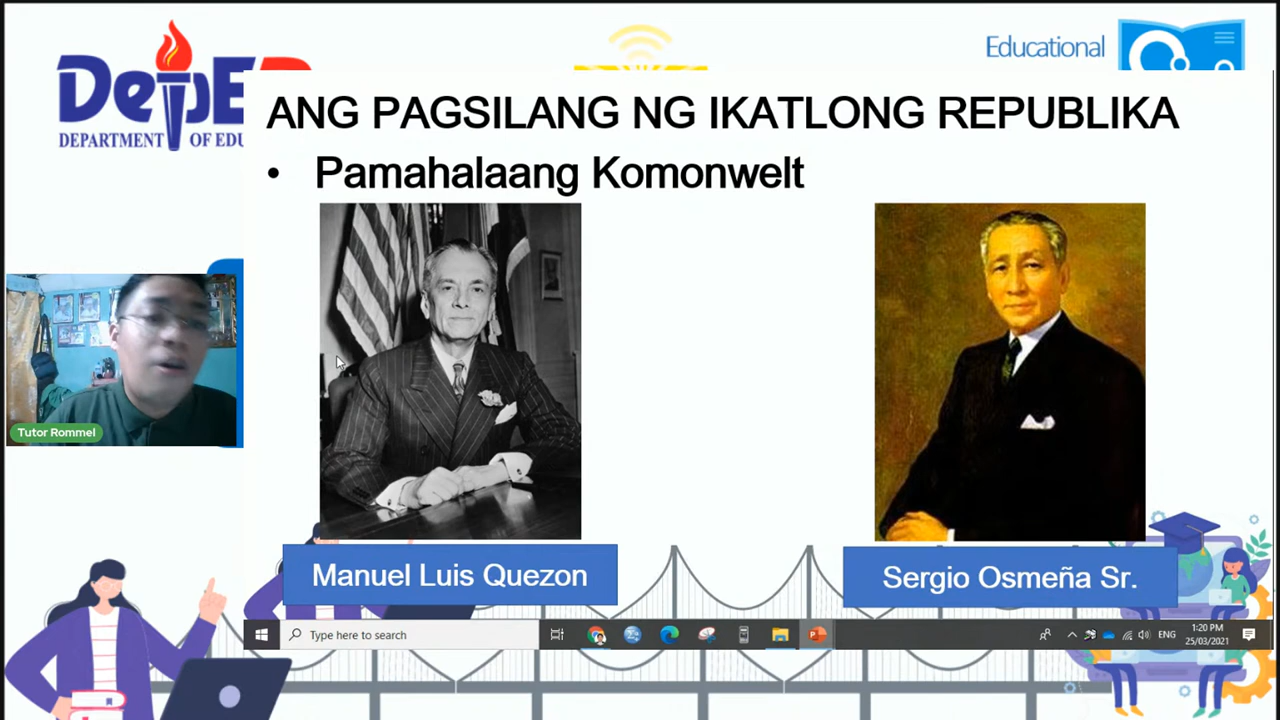 DepE
DEPARTMENT OF EDU
Educational
ANG PAGSILANG NG IKATLONG REPUBLIKA
• Pamahalaang Komonwelt
Tutor Rommel
Manuel Luis Quezon
Sergio Osmeña Sr.
Type here to search
ENG
1:20 PM
25/03/2021